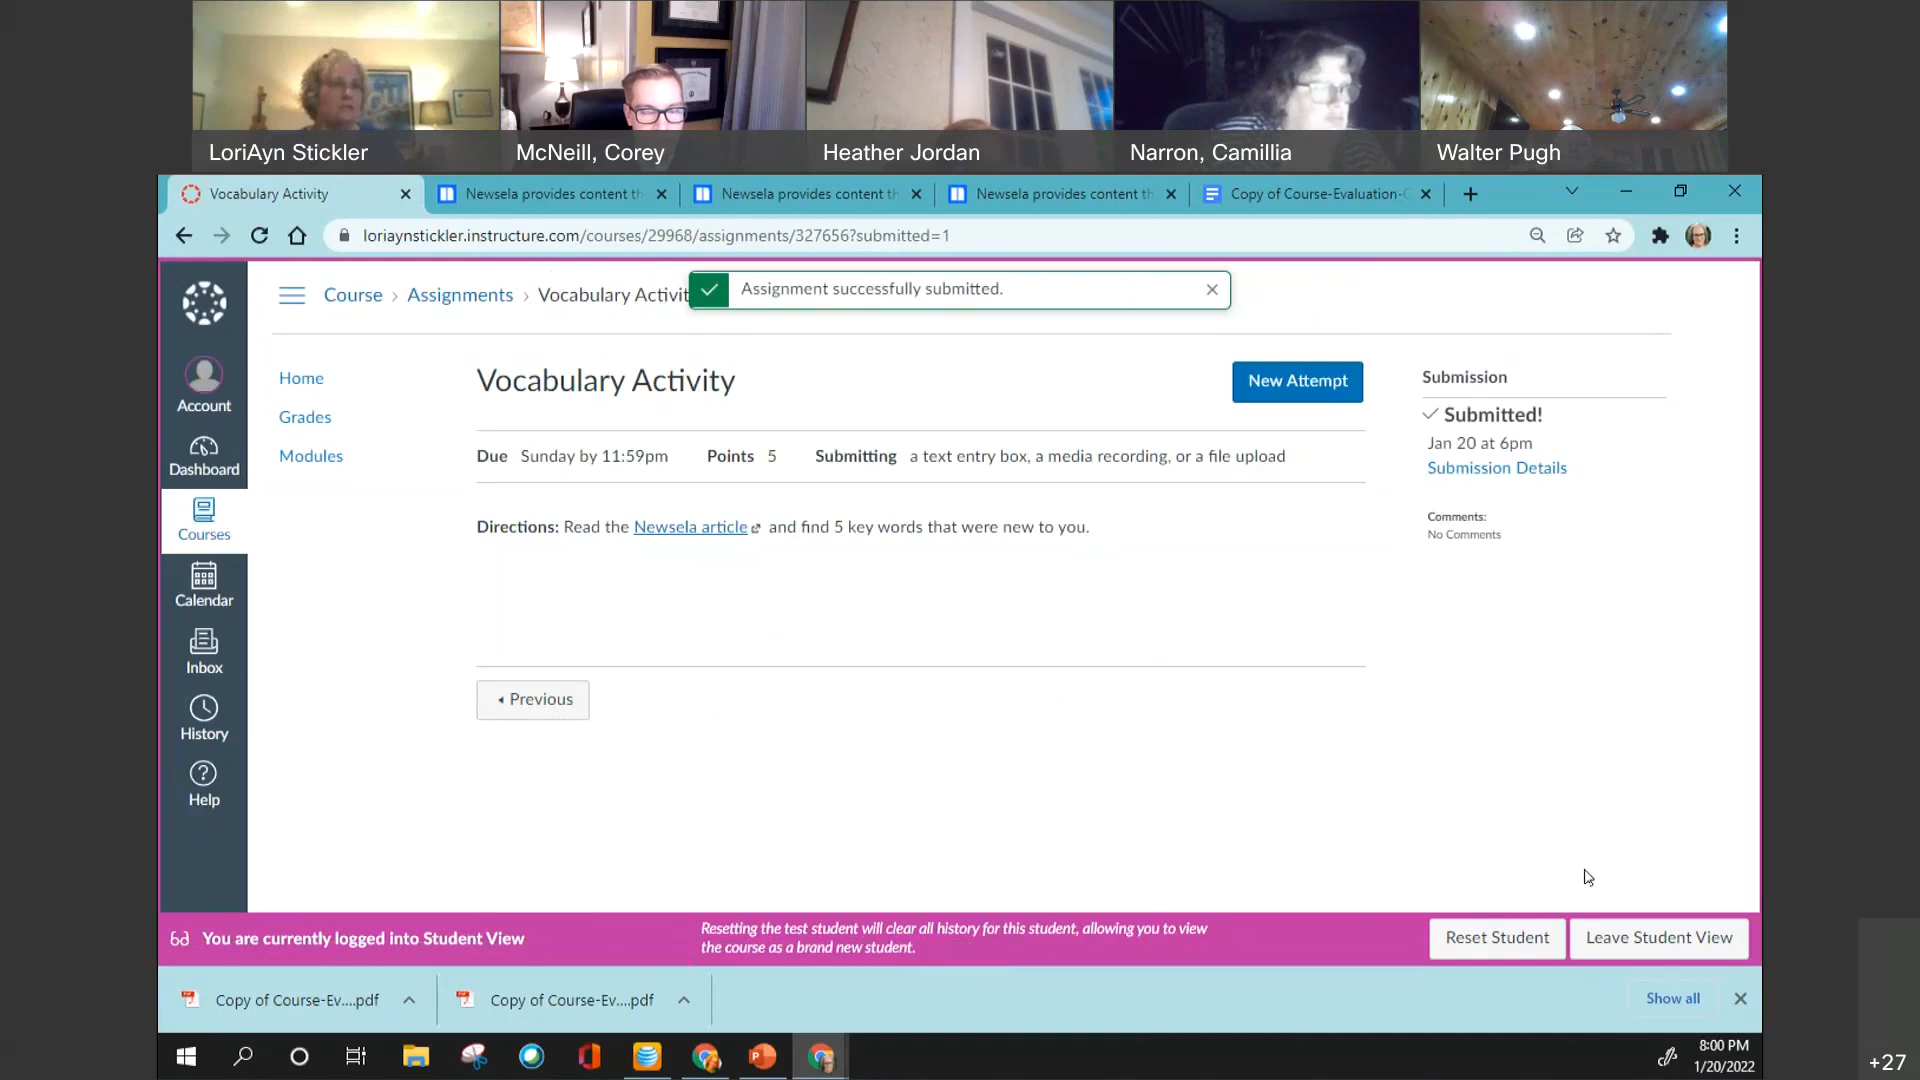 LoriAyn Stickler
McNeill, Corey
Heather Jordan
Narron, Camillia
Walter Pugh
Vocabulary Activity
Newsela provides content th
Newsela provides content th
Newsela provides content th
Copy of Course-Evaluation-C
loriaynstickler.instructure.com/courses/29968/assignments/327656?submitted=1
Course › Assignments › Vocabulary Activit
Assignment successfully submitted.
Account
Dashboard
Courses
Calendar
Inbox
History
Help
Home
Grades
Modules
Vocabulary Activity
New Attempt
Due Sunday by 11:59pm Points 5 Submitting a text entry box, a media recording, or a file upload
Directions: Read the Newsela article and find 5 key words that were new to you.
Previous
Submission
Submitted!
Jan 20 at 6pm
Submission Details
Comments:
No Comments
You are currently logged into Student View
Resetting the test student will clear all history for this student, allowing you to view
the course as a brand new student.
Reset Student
Leave Student View
Copy of Course-Ev....pdf
Copy of Course-Ev....pdf
Show all
8:00 PM
1/20/2022
+27